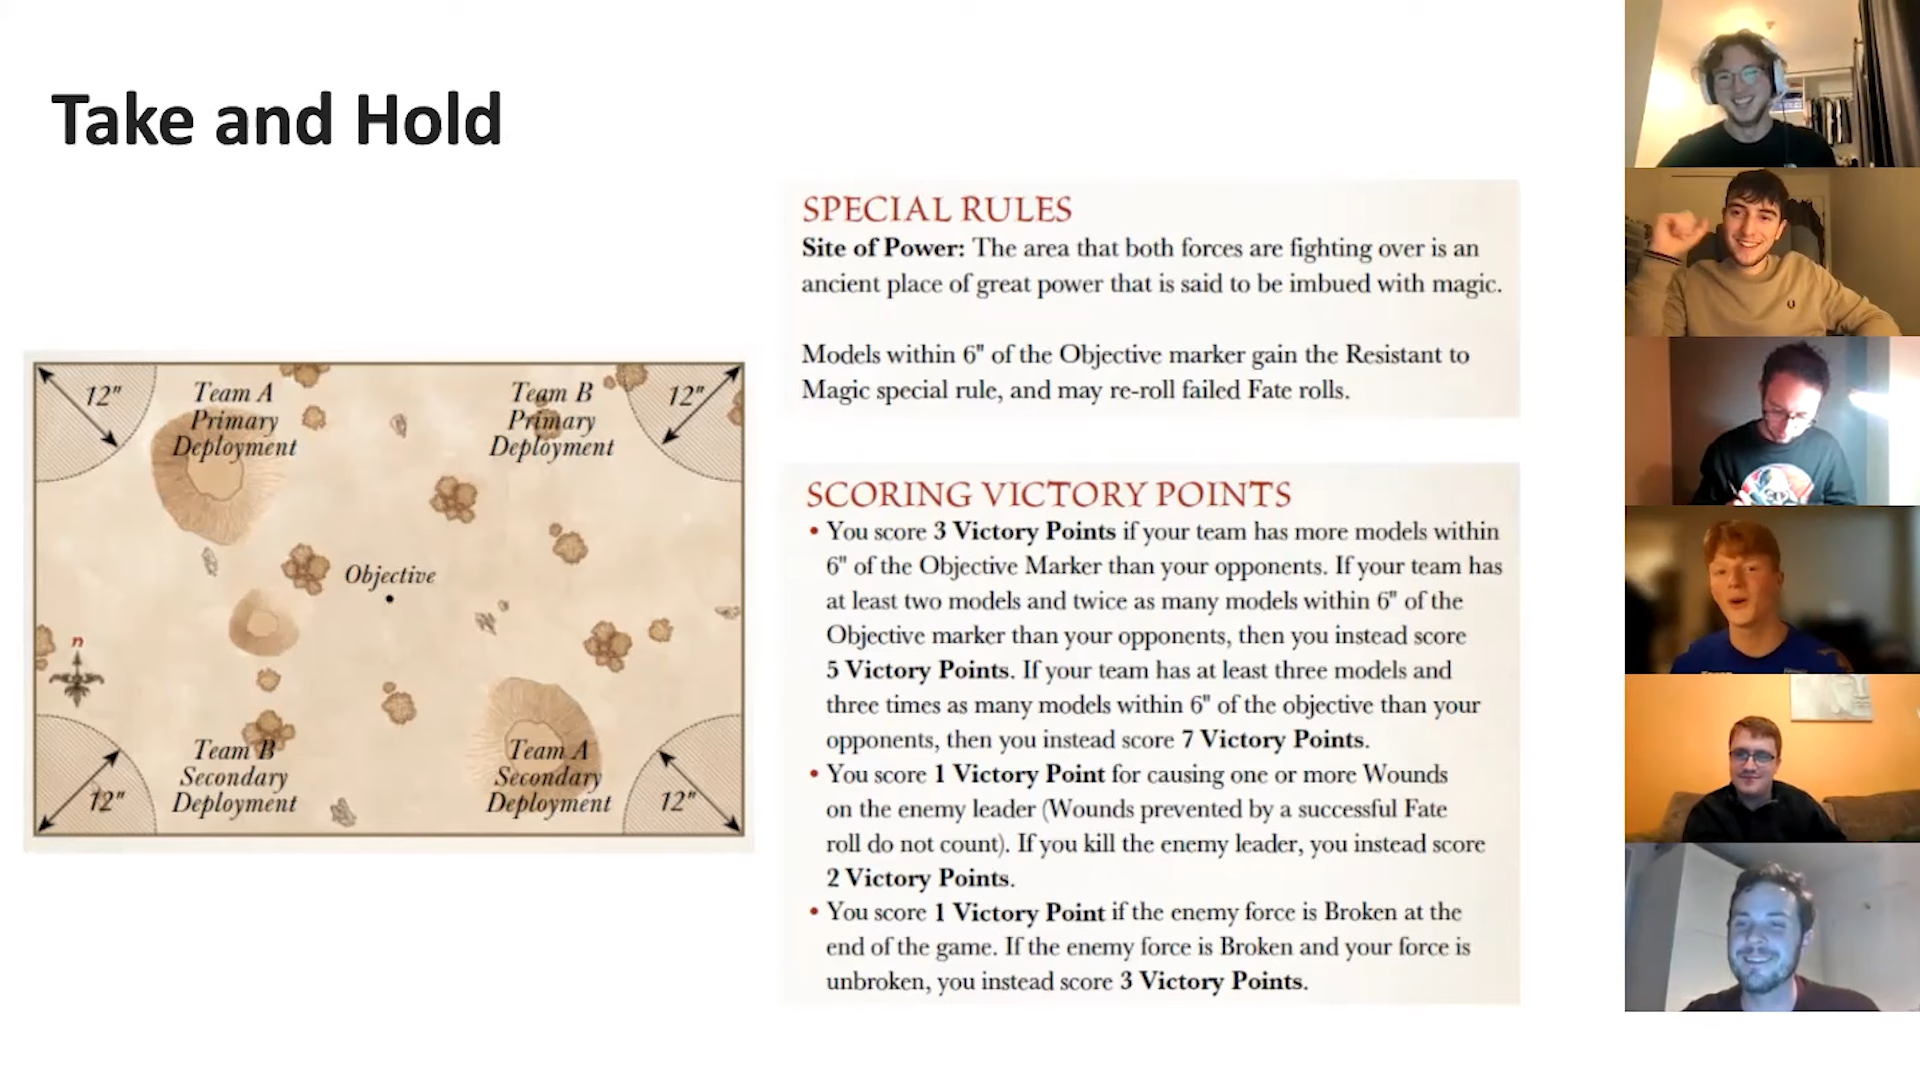 Take and Hold
SPECIAL RULES
Site of Power: The area that both forces are fighting over is an
ancient place of great power that is said to be imbued with magic.
Models within 6" of the Objective marker gain the Resistant to
Magic special rule, and may re-roll failed Fate rolls.
12"
Team A
Primary
Deployment
Team B
Primary
Deployment
12"
Objective
n
12"
Team B
Secondary
Deployment
Team A
Secondary
Deployment
12"
SCORING VICTORY POINTS
• You score 3 Victory Points if your team has more models within
6" of the Objective Marker than your opponents. If your team has
at least two models and twice as many models within 6" of the
Objective marker than your opponents, then you instead score
5 Victory Points. If your team has at least three models and
three times as many models within 6" of the objective than your
opponents, then you instead score 7 Victory Points.
• You score 1 Victory Point for causing one or more Wounds
on the enemy leader (Wounds prevented by a successful Fate
roll do not count). If you kill the enemy leader, you instead score
2 Victory Points.
• You score 1 Victory Point if the enemy force is Broken at the
end of the game. If the enemy force is Broken and your force is
unbroken, you instead score 3 Victory Points.